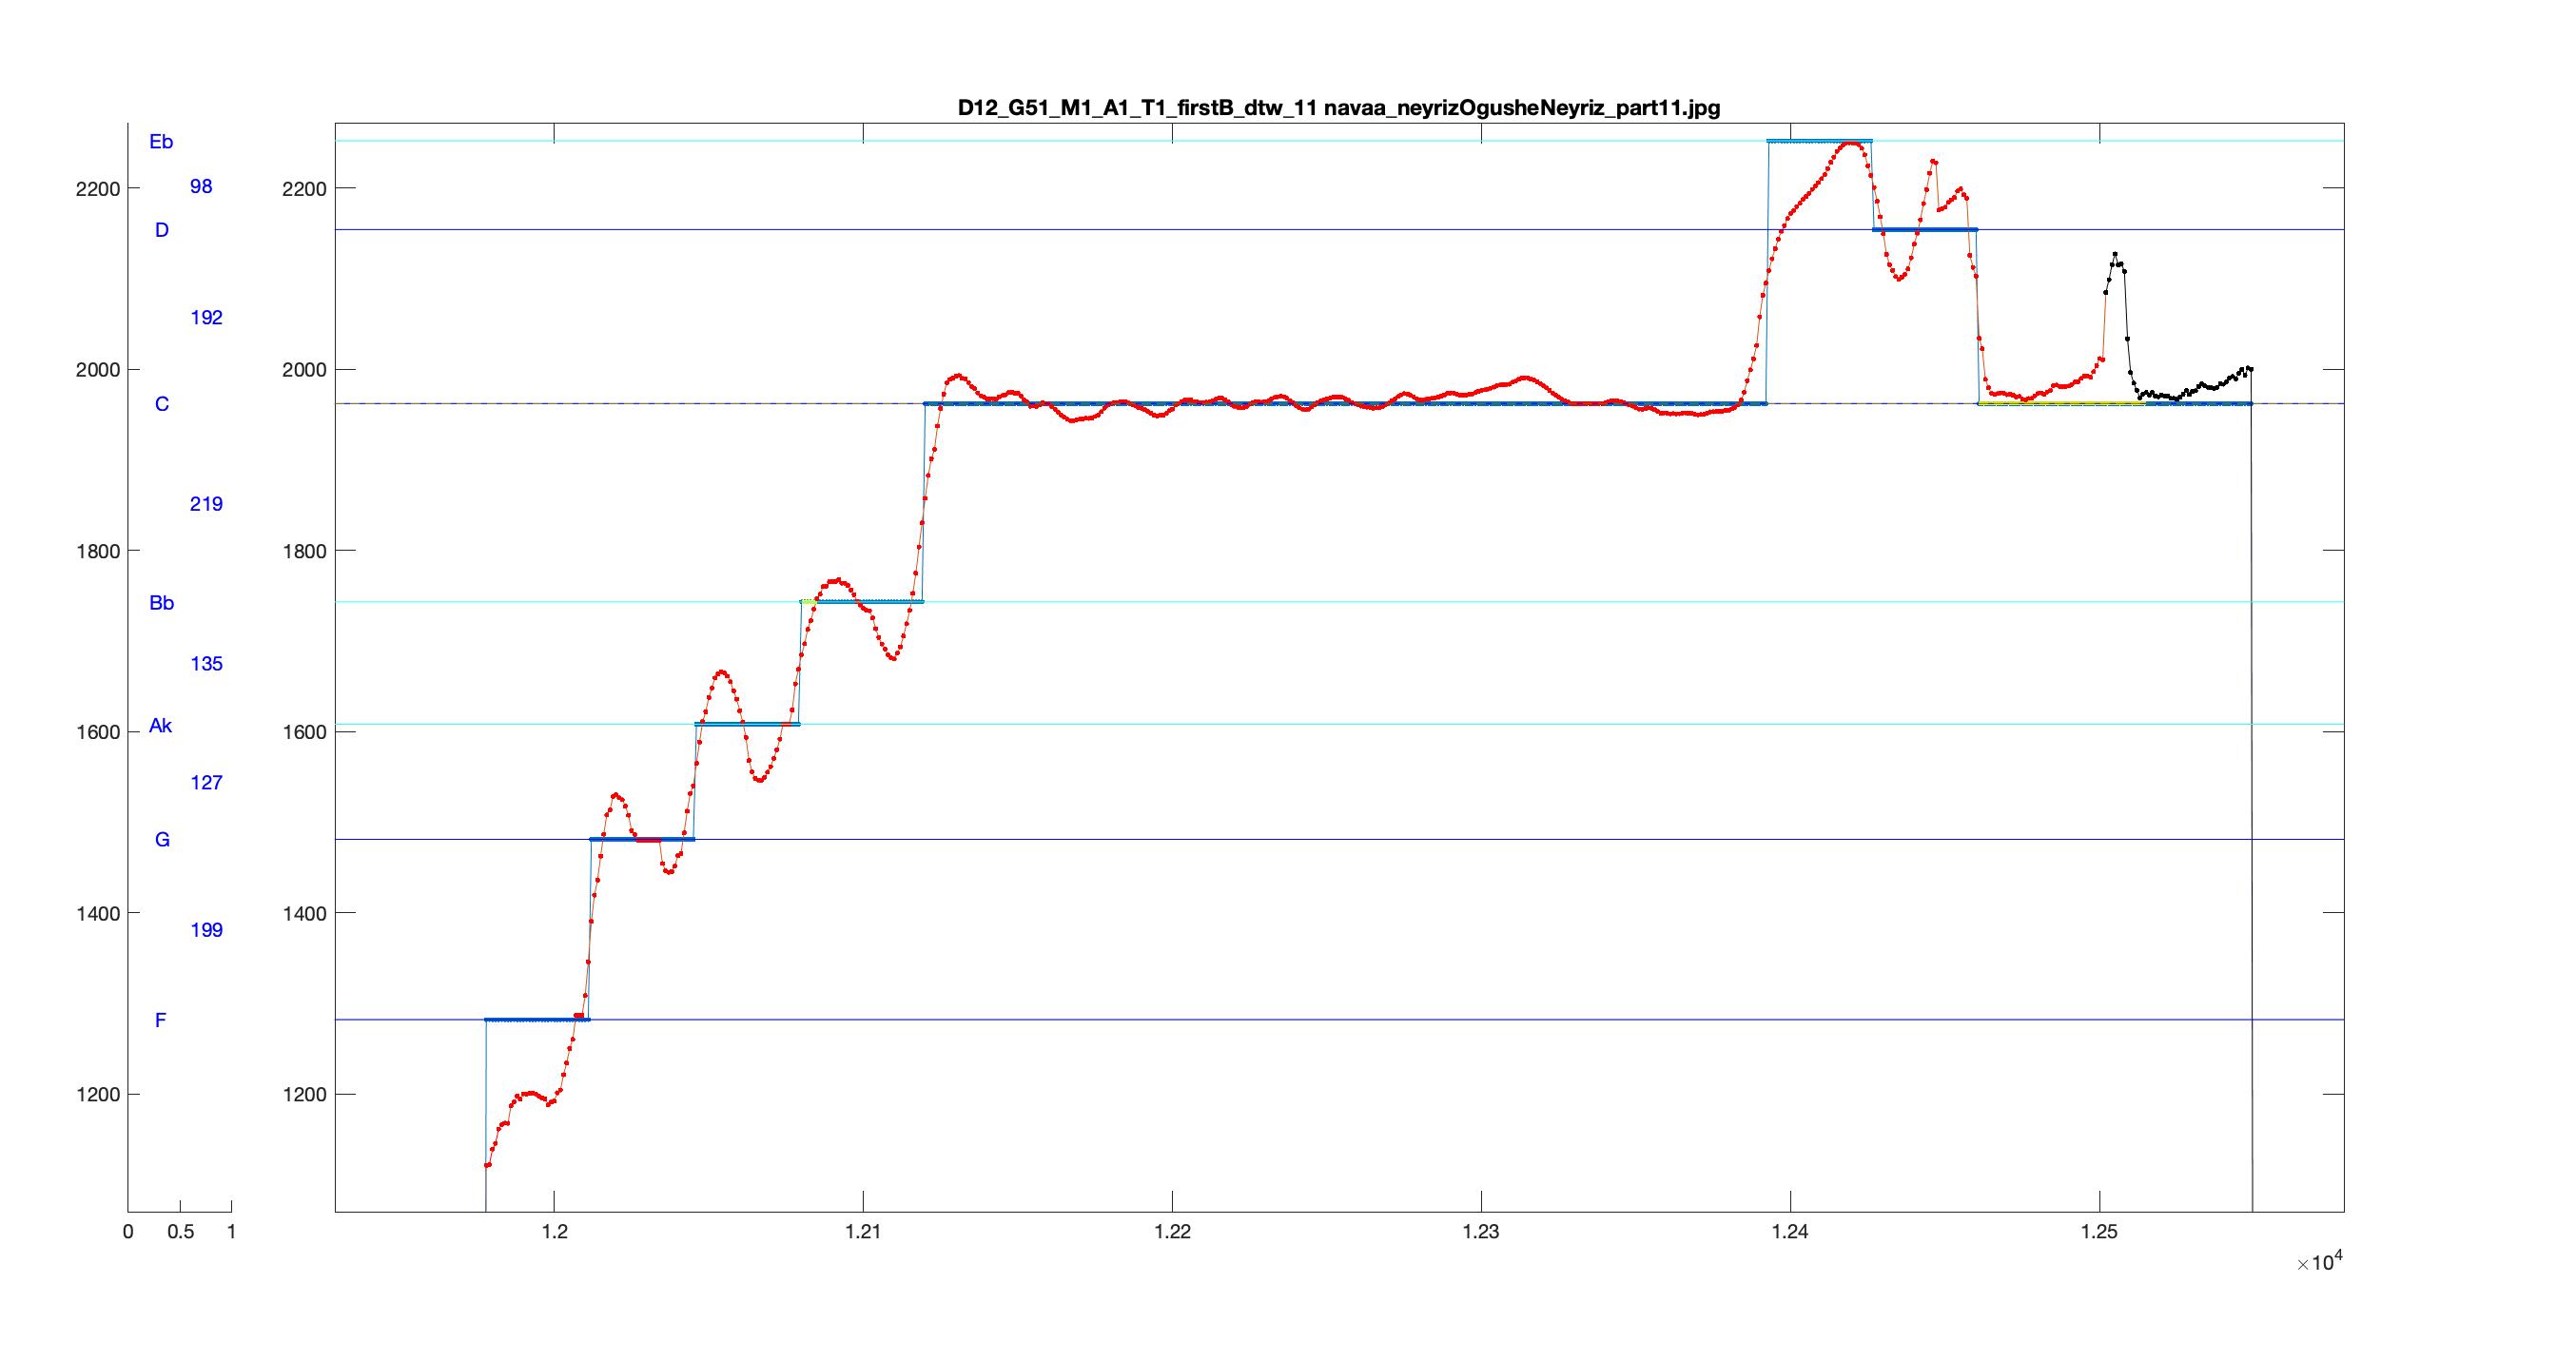 D12_G51_M1_A1_T1_firstB_dtw_11 navaa_neyrizOgusheNeyriz_part11.jpg
Eb
2200 98 2200
D
192
2000 2000
C
219
1800 1800
Bb
135
Ak
1600 1600
127
G
1400 1400
199
F
1200 1200
0 0.5 1 1.2 1.21 1.22 1.23 1.24 1.25
×10^4